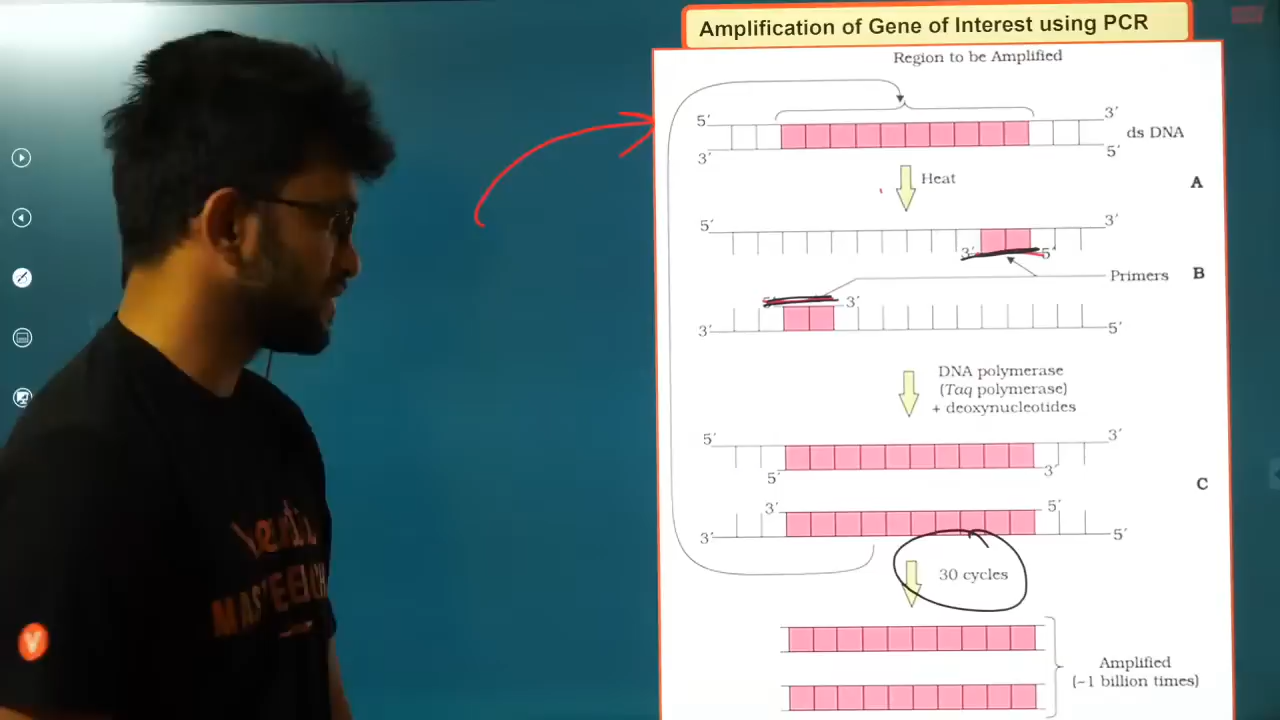 Amplification of Gene of Interest using PCR
Region to be Amplified
5′ 3′
ds DNA
3′ 5′
Heat
A
5′ 3′
3′ 5′
Primers B
3′
3′ 5′
DNA polymerase
(Taq polymerase)
+ deoxynucleotides
5′ 3′
5′ 3′
C
3′ 5′
3′ 5′
30 cycles
Amplified
(~1 billion times)